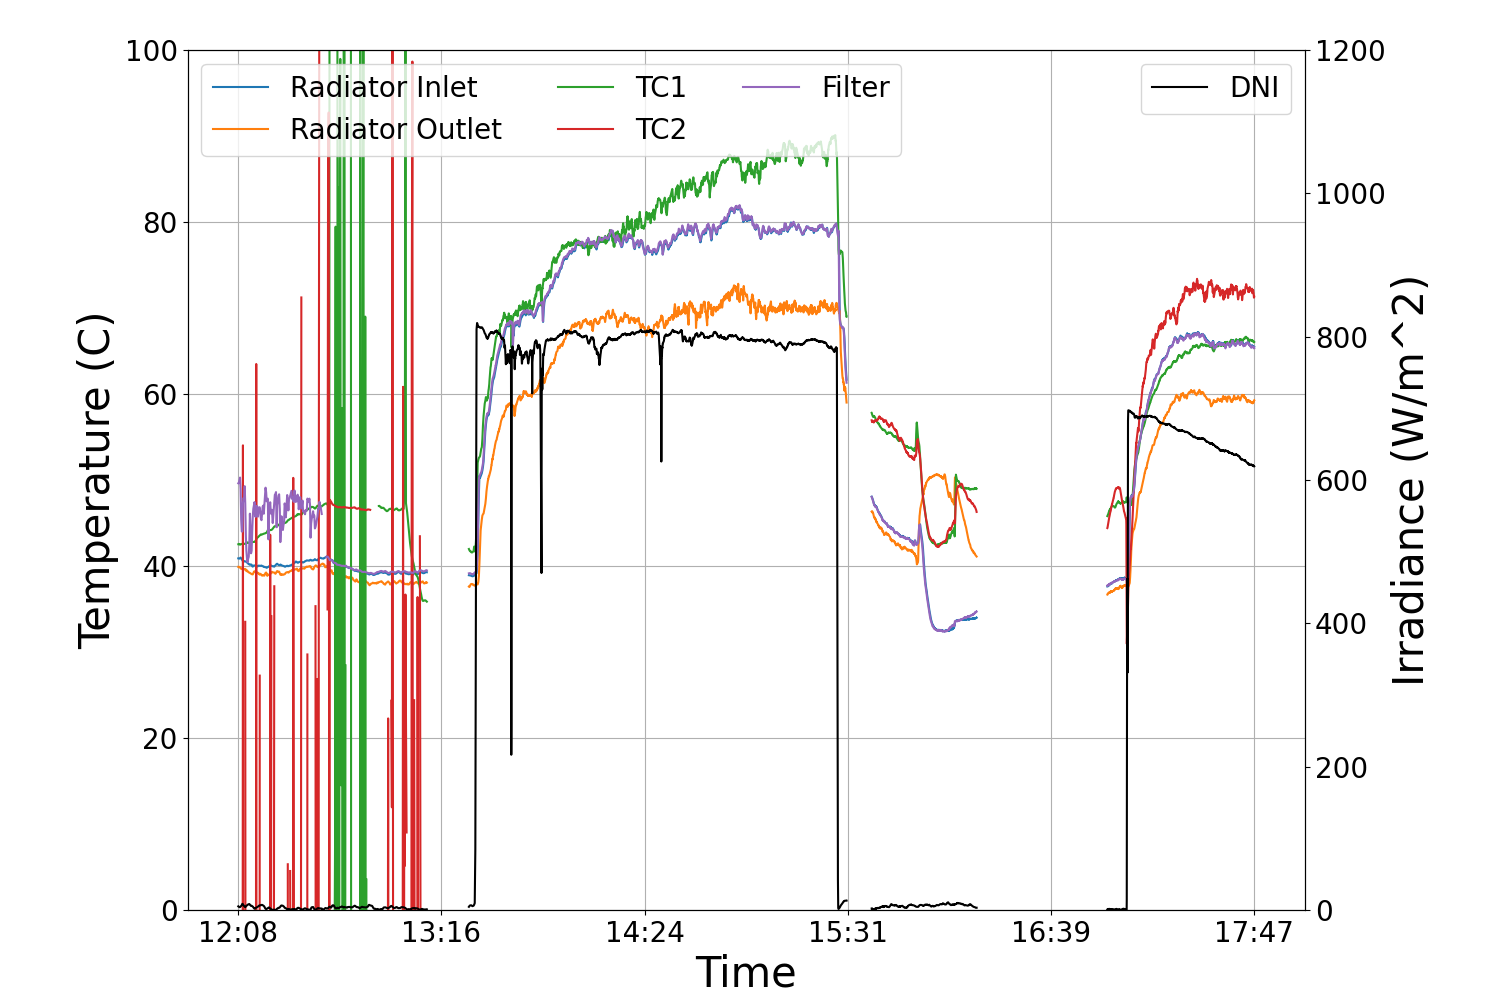 Radiator Inlet
Radiator Outlet
TC1
TC2
Filter
DNI
Temperature (C)
100
80
60
40
20
0
1200
1000
800
600
400
200
0
Irradiance (W/m^2)
12:08 13:16 14:24 15:31 16:39 17:47
Time